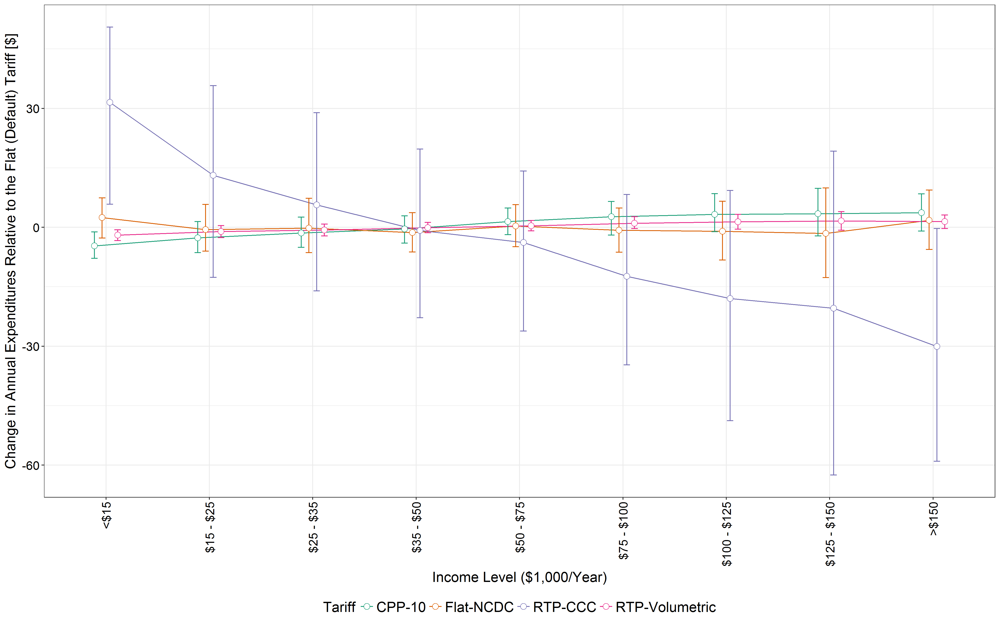 Change in Annual Expenditures Relative to the Flat (Default) Tariff [$]
30
0
-30
-60
<$15
$15 - $25
$25 - $35
$35 - $50
$50 - $75
$75 - $100
$100 - $125
$125 - $150
>$150
Income Level ($1,000/Year)
Tariff CPP-10 Flat-NCDC RTP-CCC RTP-Volumetric